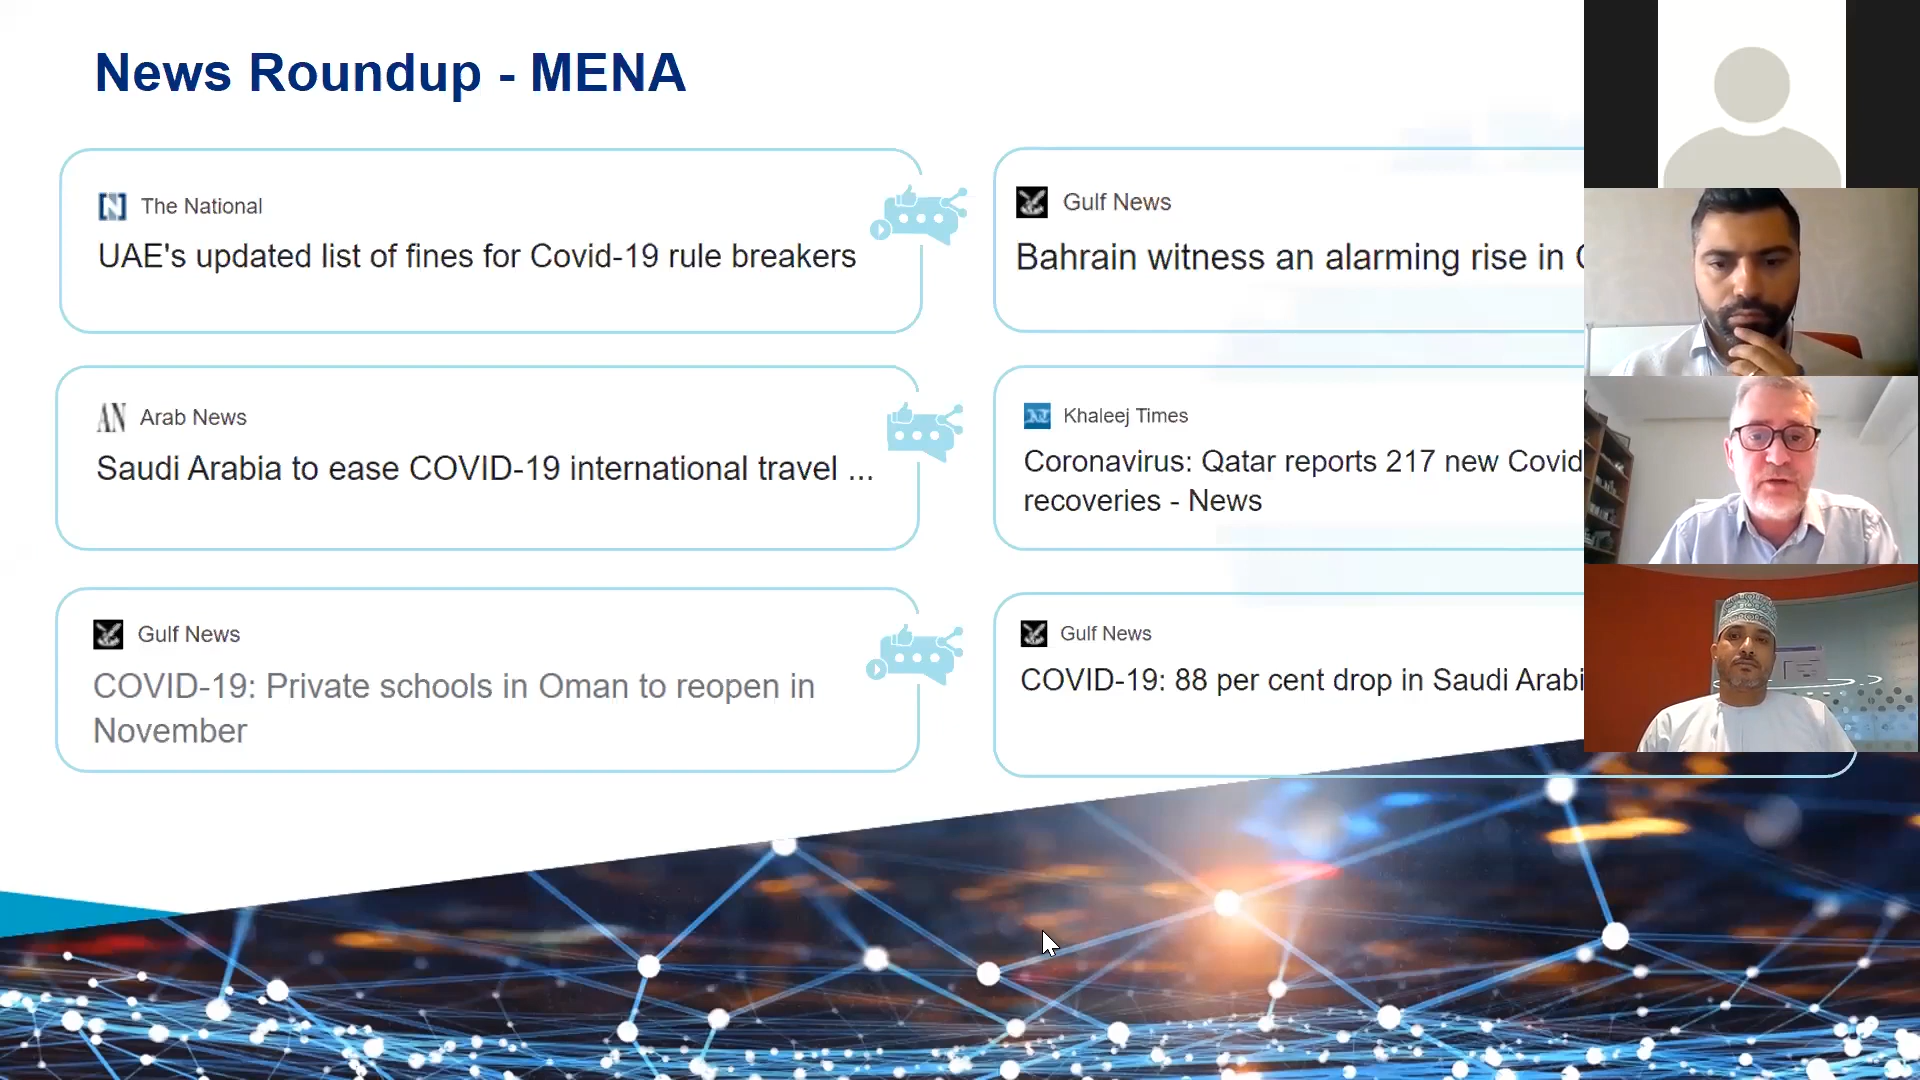 News Roundup - MENA
The National
UAE's updated list of fines for Covid-19 rule breakers
Gulf News
Bahrain witness an alarming rise in
Arab News
Saudi Arabia to ease COVID-19 international travel ...
Khaleej Times
Coronavirus: Qatar reports 217 new Covid
recoveries - News
Gulf News
COVID-19: Private schools in Oman to reopen in
November
Gulf News
COVID-19: 88 per cent drop in Saudi Arabi